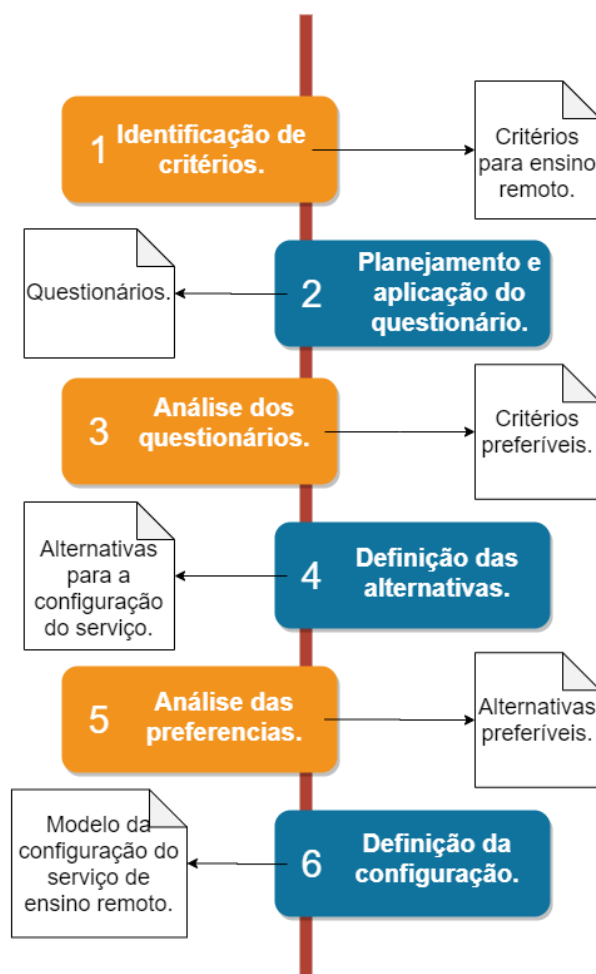 1
Identificação de
critérios.
Critérios
para ensino
remoto.
Questionários.
2
Planejamento e
aplicação do
questionário.
3
Análise dos
questionários.
Critérios
preferíveis.
Alternativas
para a
configuração
do serviço.
4
Definição das
alternativas.
5
Análise das
preferencias.
Alternativas
preferíveis.
Modelo da
configuração do
serviço de
ensino remoto.
6
Definição da
configuração.